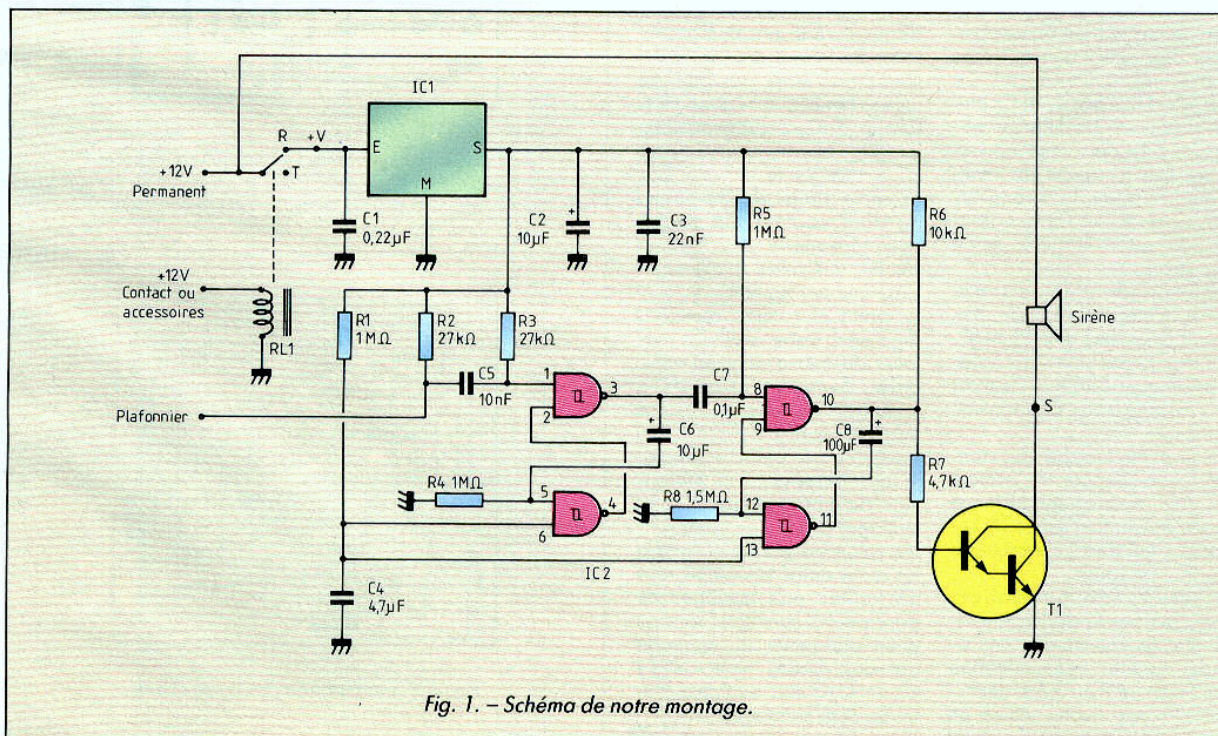 IC1
R
+V
E
S
M
T
+12V
Permanent
C1
0,22µF
C2
10µF
C3
22nF
R5
1MΩ
R6
10kΩ
+12V
Contact ou
accessoires
RL1
R1
1MΩ
R2
27kΩ
R3
27kΩ
Sirène
C5
10nF
1
2
3
C7
0,1µF
8
9
10
S
Plafonnier
C6
10µF
C8
100µF
R7
4,7kΩ
R4 1MΩ
5
6
4
R8 1,5MΩ
12
13
11
IC2
C4
4,7µF
T1
Fig. 1. – Schéma de notre montage.